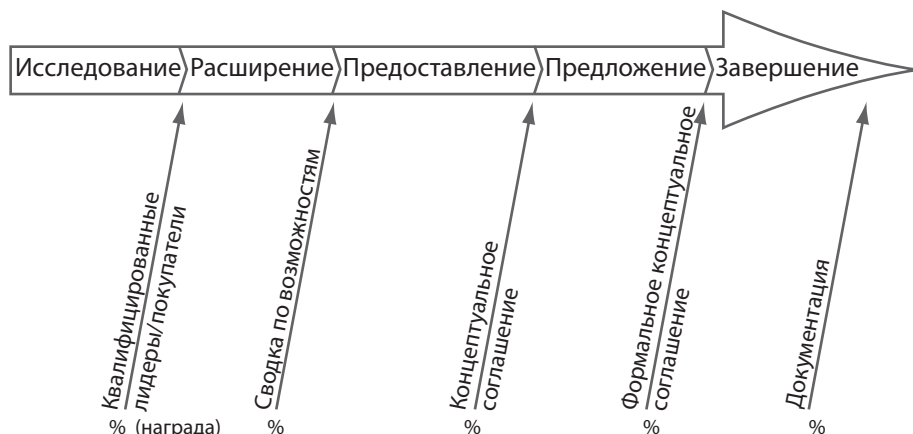 Исследование Расширение Предоставление Предложение Завершение
Квалифицированные
лидеры/покупатели
Сводка по возможностям
Концептуальное
соглашение
Формальное концептуальное
соглашение
Документация
% (награда) % % % %